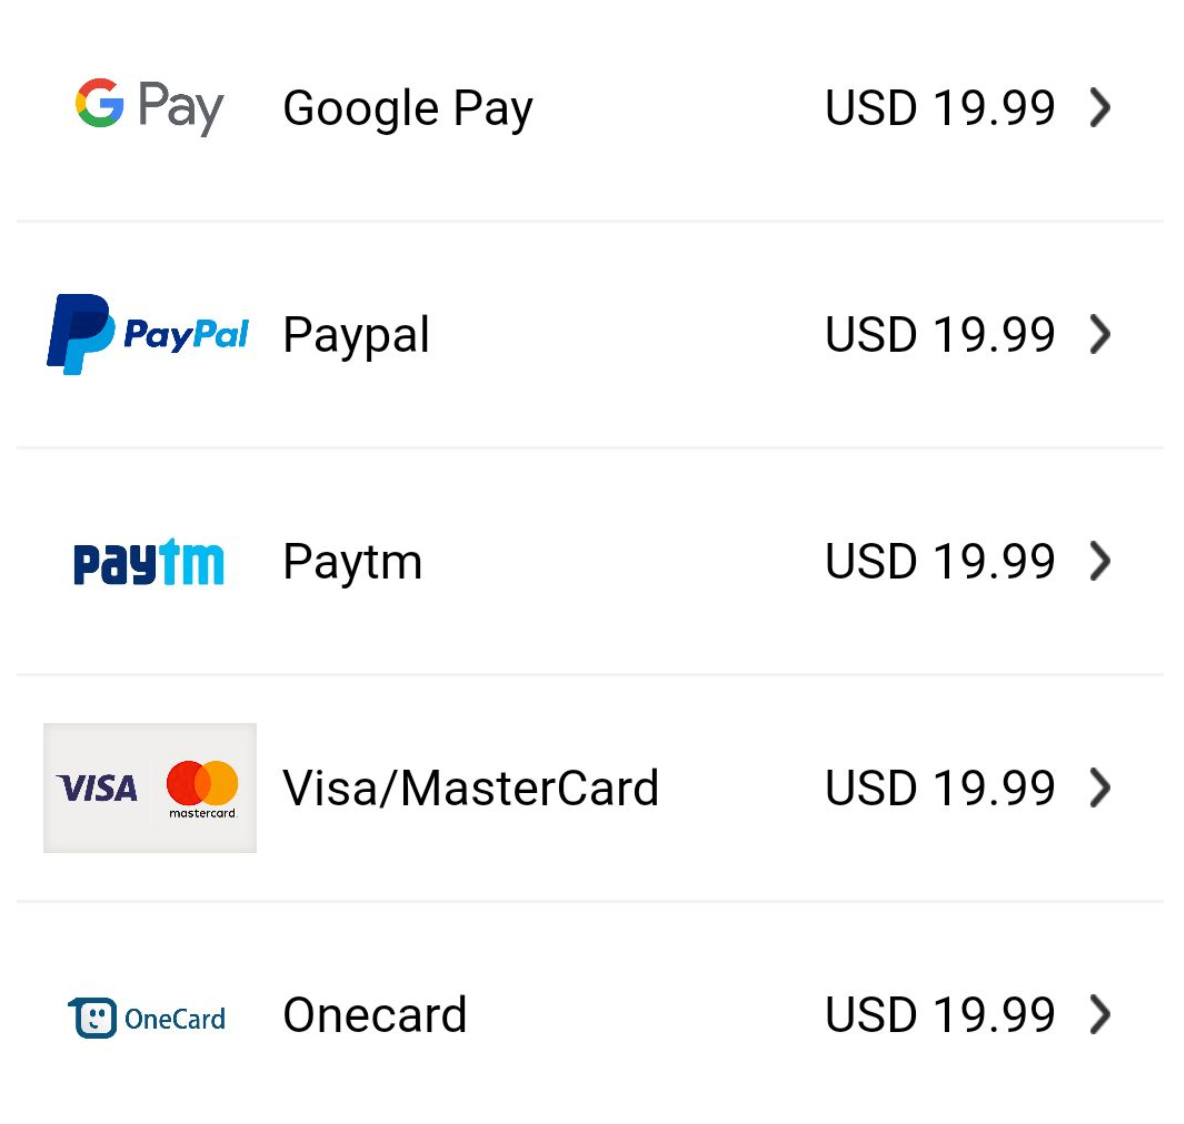 G Pay Google Pay USD 19.99
PayPal Paypal USD 19.99
paytm Paytm USD 19.99
VISA mastercard Visa/MasterCard USD 19.99
OneCard Onecard USD 19.99